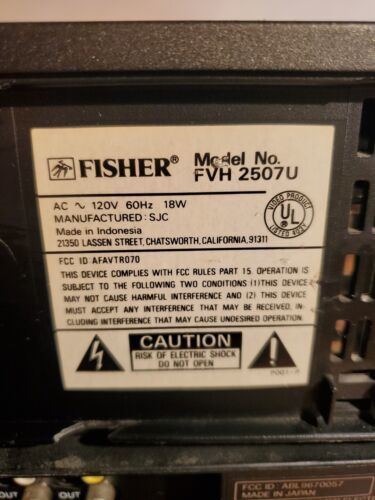 FISHER® Model No.
FVH 2507U
AC ~ 120V 60Hz 18W
MANUFACTURED : SJC
Made in Indonesia
21350 LASSEN STREET, CHATSWORTH, CALIFORNIA, 91311
VIDEO PRODUCT
UL
LISTED
FCC ID AFAVTR070
THIS DEVICE COMPLIES WITH FCC RULES PART 15. OPERATION IS
SUBJECT TO THE FOLLOWING TWO CONDITIONS (1)THIS DEVICE
MAY NOT CAUSE HARMFUL INTERFERENCE AND (2) THIS DEVICE
MUST ACCEPT ANY INTERFERENCE THAT MAY BE RECEIVED, IN-
CLUDING INTERFERENCE THAT MAY CAUSE UNDESIRED OPERATION.
CAUTION
RISK OF ELECTRIC SHOCK
DO NOT OPEN
OUT
OUT
FCC ID: ABL9670057
MADE IN JAPAN